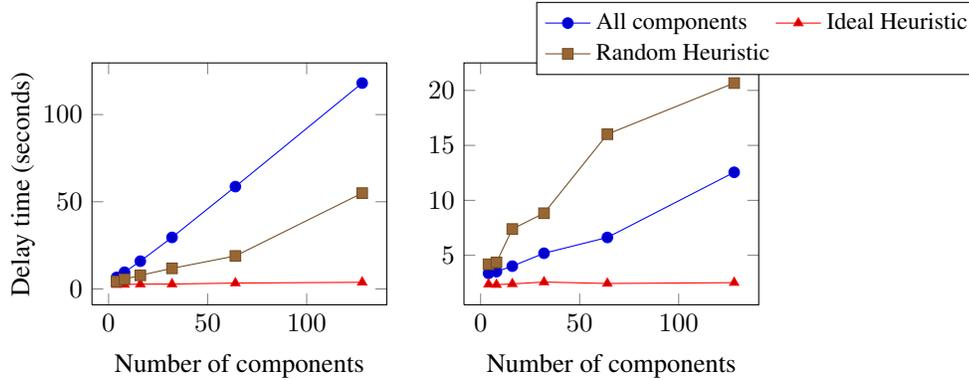 All components
Ideal Heuristic
Random Heuristic
Delay time (seconds)
100
50
0
0
50
100
Number of components
20
15
10
5
0
50
100
Number of components